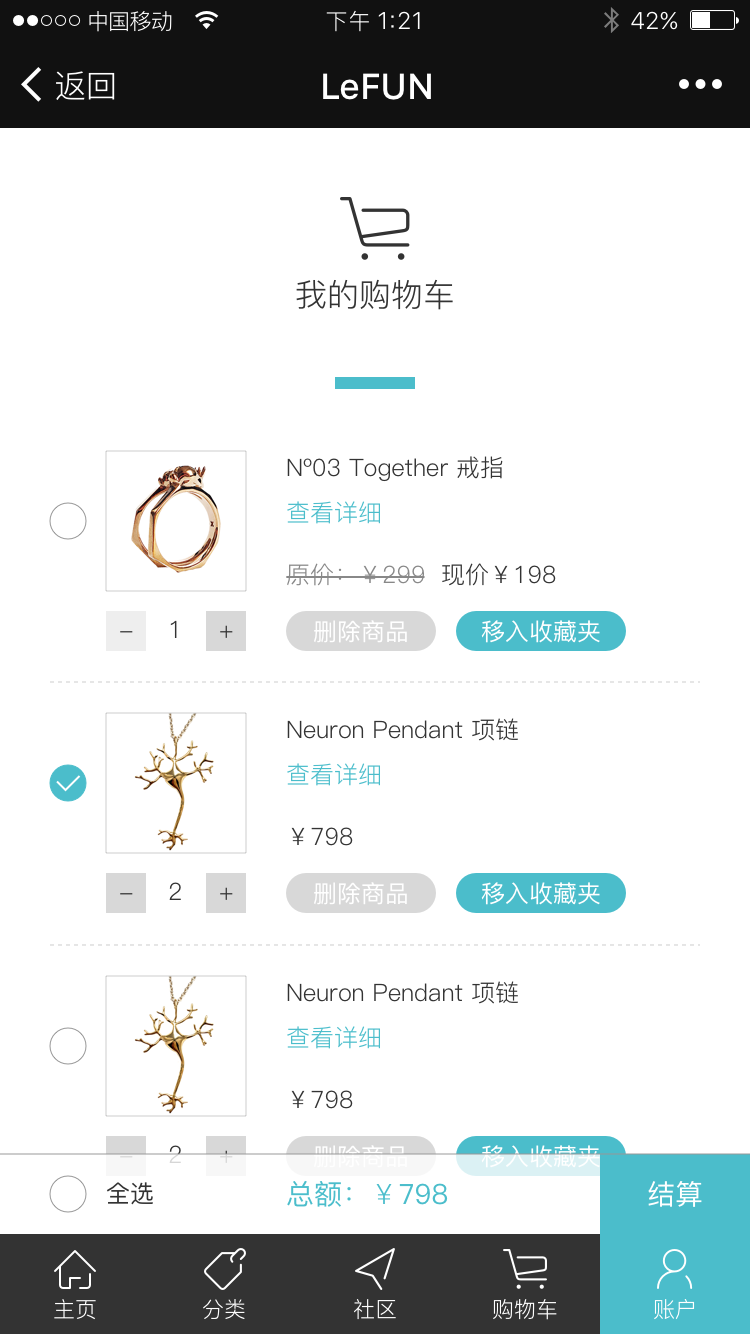 中国移动 下午 1:21 42%
返回 LeFUN
我的购物车
Nº03 Together 戒指
查看详细
原价：￥299 现价￥198
− 1 + 删除商品 移入收藏夹
Neuron Pendant 项链
查看详细
￥798
− 2 + 删除商品 移入收藏夹
Neuron Pendant 项链
查看详细
￥798
− 2 + 删除商品 移入收藏夹
全选 总额：￥798 结算
主页 分类 社区 购物车 账户